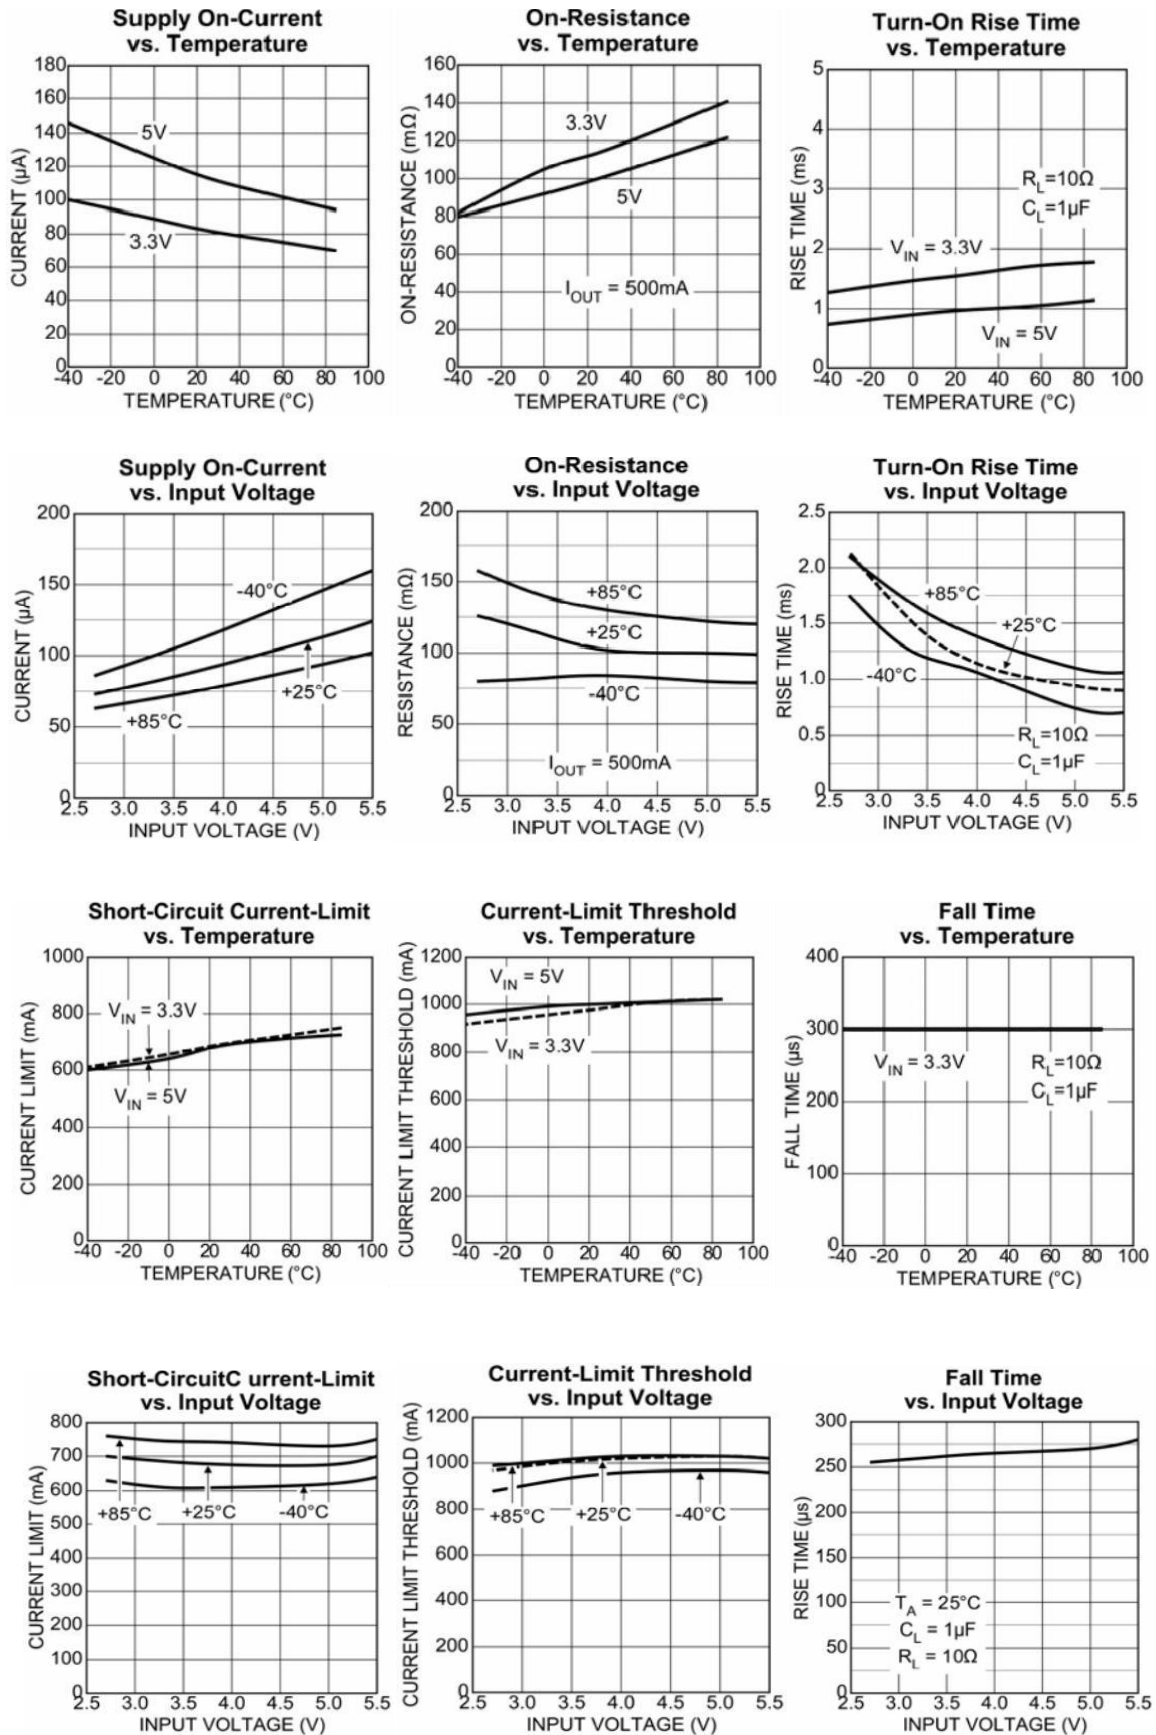 Supply On-Current
vs. Temperature
180
160
140
120
100
80
60
40
20
0
CURRENT (µA)
5V
3.3V
-40 -20 0 20 40 60 80 100
TEMPERATURE (°C)
On-Resistance
vs. Temperature
160
140
120
100
80
60
40
20
0
ON-RESISTANCE (mΩ)
3.3V
5V
IOUT = 500mA
-40 -20 0 20 40 60 80 100
TEMPERATURE (°C)
Turn-On Rise Time
vs. Temperature
5
4
3
2
1
0
RISE TIME (ms)
RL=10Ω
CL=1µF
VIN = 3.3V
VIN = 5V
-40 -20 0 20 40 60 80 100
TEMPERATURE (°C)
Supply On-Current
vs. Input Voltage
200
150
100
50
0
CURRENT (µA)
-40°C
+25°C
+85°C
2.5 3.0 3.5 4.0 4.5 5.0 5.5
INPUT VOLTAGE (V)
On-Resistance
vs. Input Voltage
200
150
100
50
0
RESISTANCE (mΩ)
+85°C
+25°C
-40°C
IOUT = 500mA
2.5 3.0 3.5 4.0 4.5 5.0 5.5
INPUT VOLTAGE (V)
Turn-On Rise Time
vs. Input Voltage
2.5
2.0
1.5
1.0
0.5
0
RISE TIME (ms)
+85°C
+25°C
-40°C
RL=10Ω
CL=1µF
2.5 3.0 3.5 4.0 4.5 5.0 5.5
INPUT VOLTAGE (V)
Short-Circuit Current-Limit
vs. Temperature
1000
800
600
400
200
0
CURRENT LIMIT (mA)
VIN = 3.3V
VIN = 5V
-40 -20 0 20 40 60 80 100
TEMPERATURE (°C)
Current-Limit Threshold
vs. Temperature
1200
1000
800
600
400
200
0
CURRENT LIMIT THRESHOLD (mA)
VIN = 5V
VIN = 3.3V
-40 -20 0 20 40 60 80 100
TEMPERATURE (°C)
Fall Time
vs. Temperature
400
300
200
100
0
FALL TIME (µs)
VIN = 3.3V
RL=10Ω
CL=1µF
-40 -20 0 20 40 60 80 100
TEMPERATURE (°C)
Short-CircuitC urrent-Limit
vs. Input Voltage
800
700
600
500
400
300
200
100
0
CURRENT LIMIT (mA)
+85°C +25°C -40°C
2.5 3.0 3.5 4.0 4.5 5.0 5.5
INPUT VOLTAGE (V)
Current-Limit Threshold
vs. Input Voltage
1200
1000
800
600
400
200
0
CURRENT LIMIT THRESHOLD (mA)
+85°C +25°C -40°C
2.5 3.0 3.5 4.0 4.5 5.0 5.5
INPUT VOLTAGE (V)
Fall Time
vs. Input Voltage
300
250
200
150
100
50
0
RISE TIME (µs)
TA = 25°C
CL = 1µF
RL = 10Ω
2.5 3.0 3.5 4.0 4.5 5.0 5.5
INPUT VOLTAGE (V)